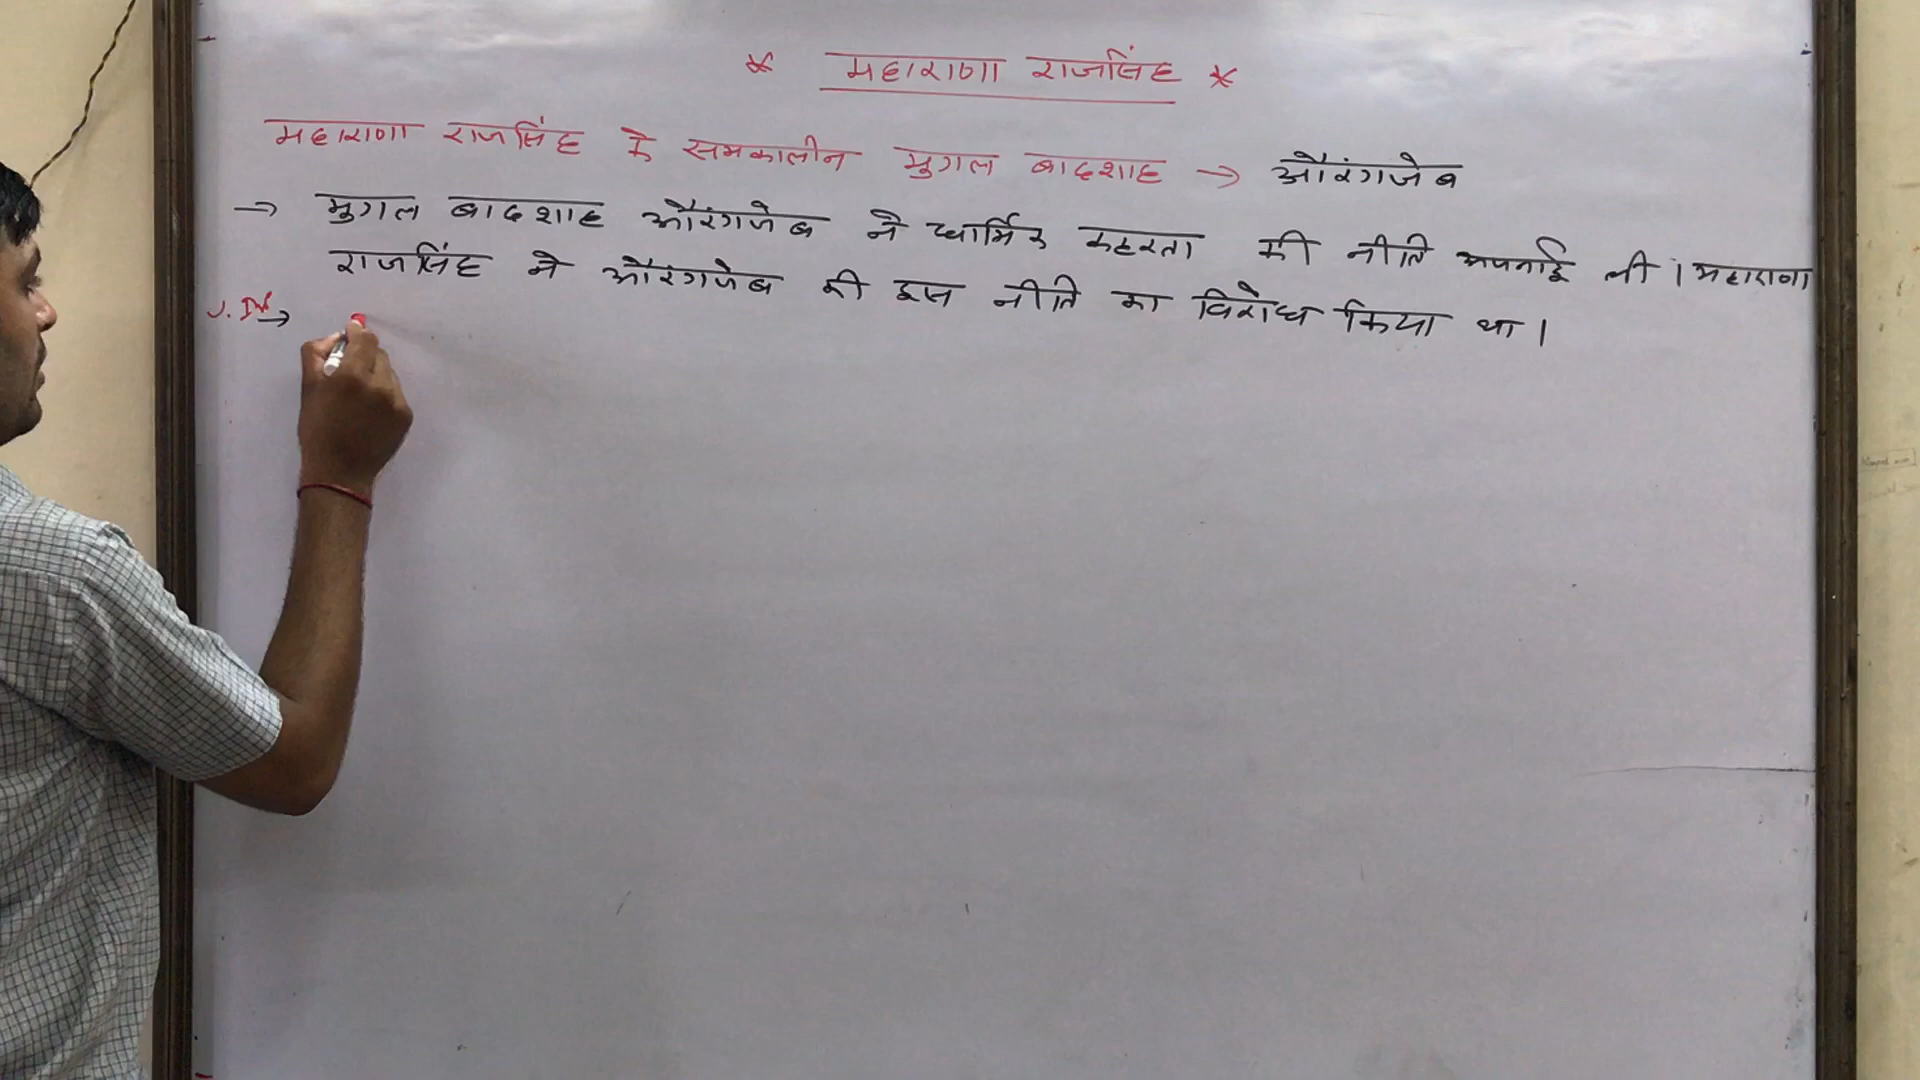 * महाराणा राजसिंह *
महाराणा राजसिंह के समकालीन मुगल बादशाह → औरंगजेब
→ मुगल बादशाह औरंगजेब ने धार्मिक कट्टरता की नीति अपनाई ली । महाराणा
राजसिंह ने औरंगजेब की इस नीति का विरोध किया था ।
→